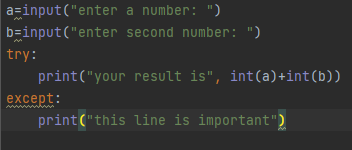 a=input("enter a number: ")
b=input("enter second number: ")
try:
    print("your result is", int(a)+int(b))
except:
    print("this line is important")